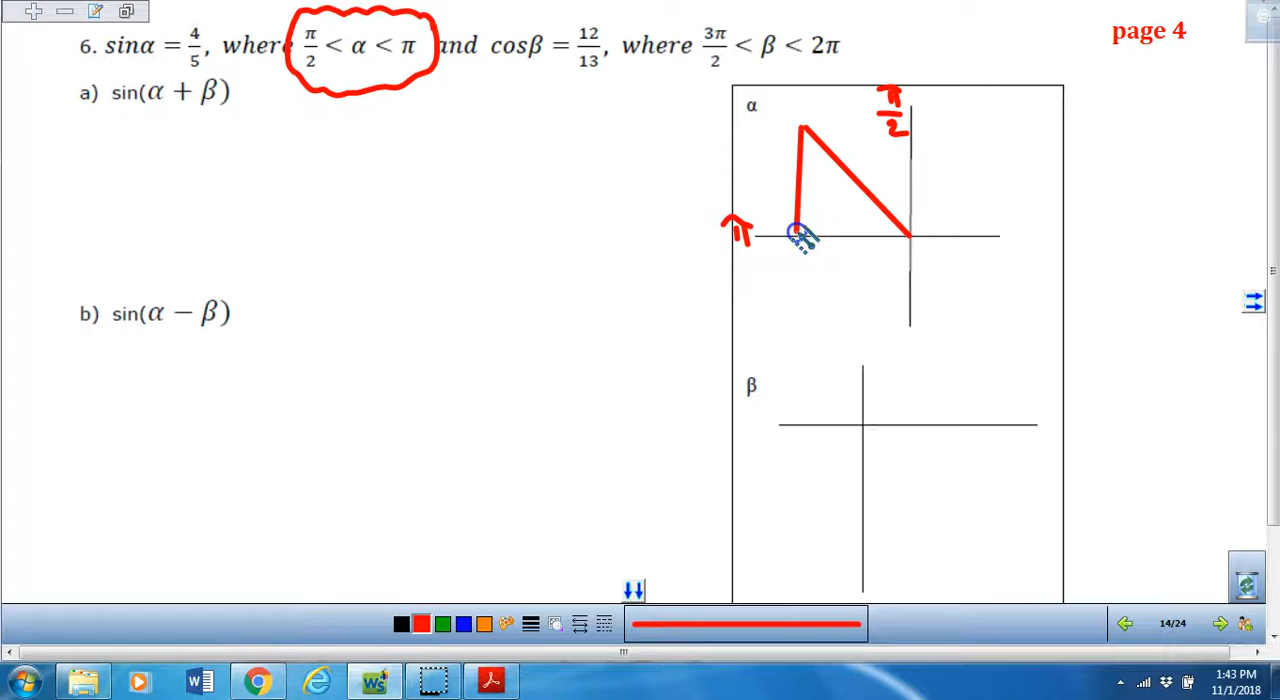 page 4
6. sinα = 4/5, where π/2 < α < π and cosβ = 12/13, where 3π/2 < β < 2π
a) sin(α + β)
α
π/2
π
b) sin(α − β)
β
14/24
1:43 PM
11/1/2018